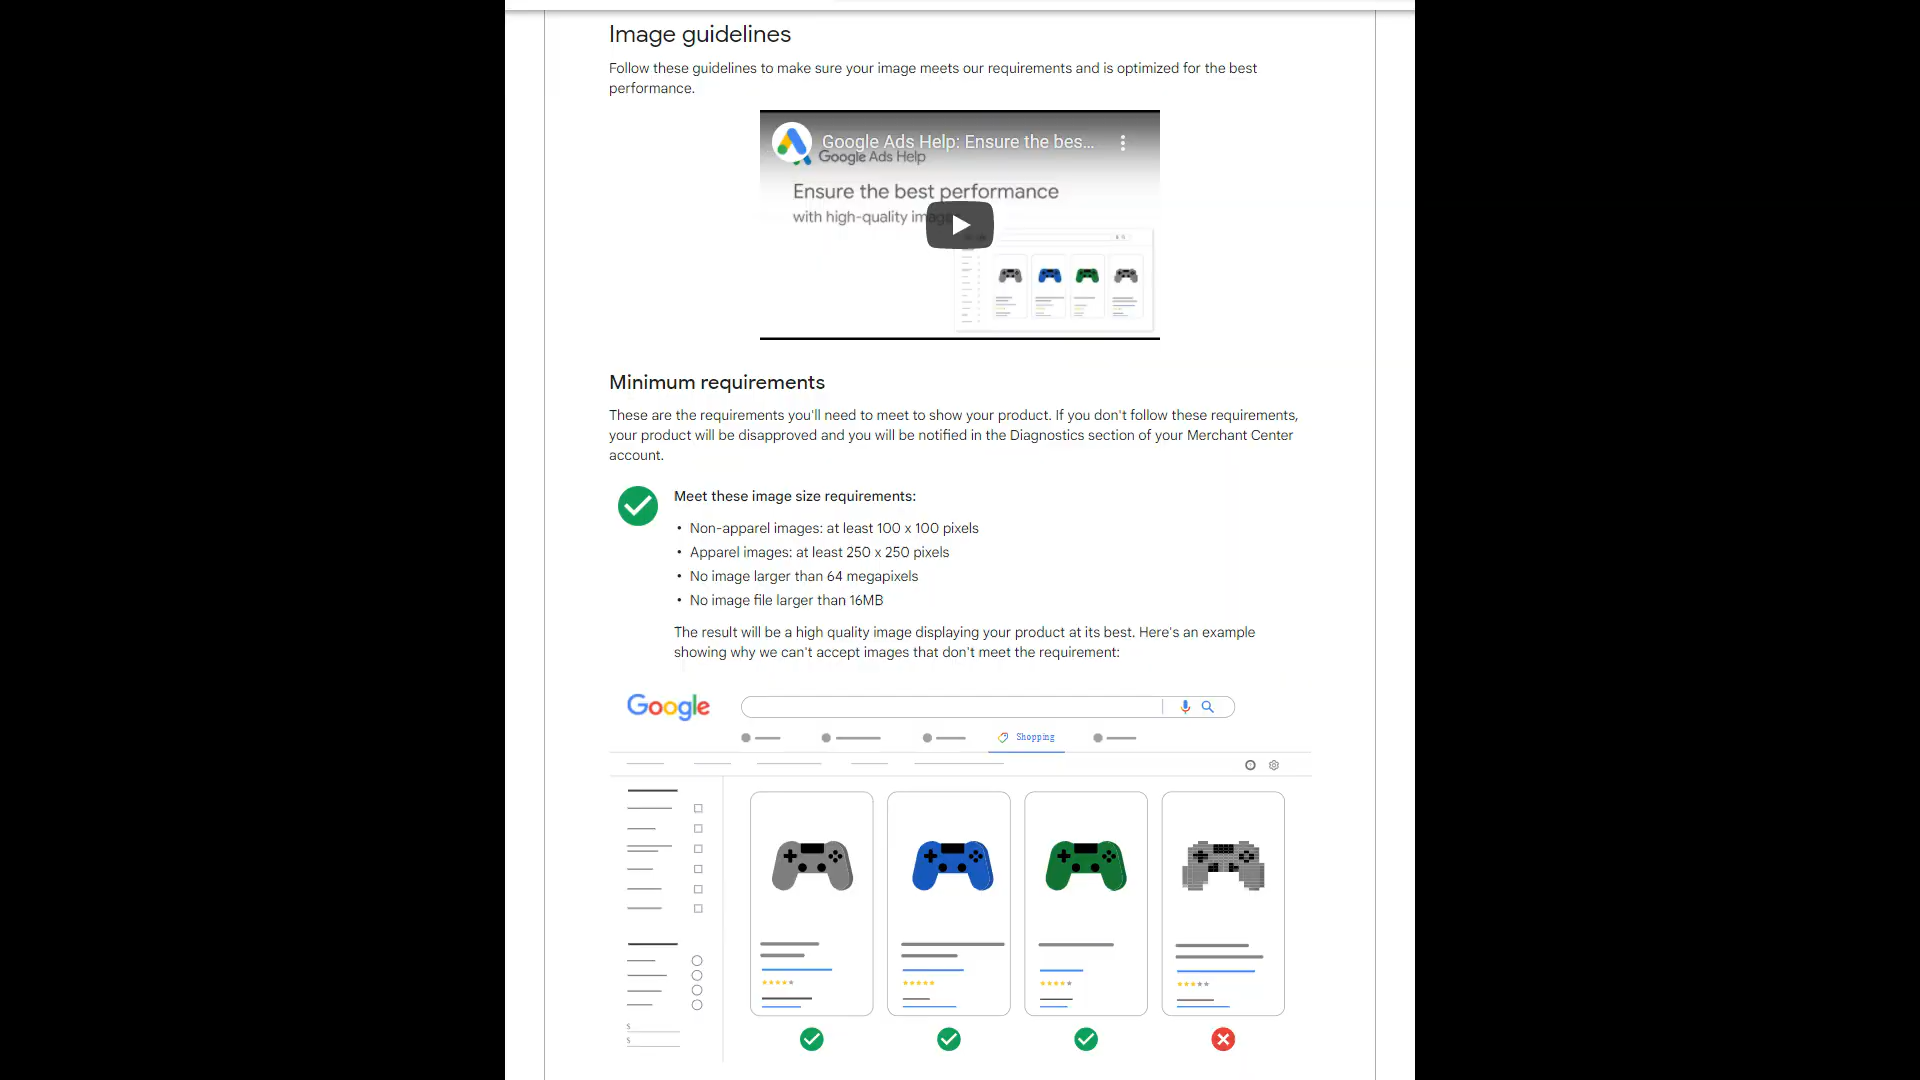 Image guidelines
Follow these guidelines to make sure your image meets our requirements and is optimized for the best
performance.
Google Ads Help: Ensure the bes...
Google Ads Help
Ensure the best performance
with high-quality
Minimum requirements
These are the requirements you'll need to meet to show your product. If you don't follow these requirements,
your product will be disapproved and you will be notified in the Diagnostics section of your Merchant Center
account.
Meet these image size requirements:
• Non-apparel images: at least 100 x 100 pixels
• Apparel images: at least 250 x 250 pixels
• No image larger than 64 megapixels
• No image file larger than 16MB
The result will be a high quality image displaying your product at its best. Here's an example
showing why we can't accept images that don't meet the requirement:
Google
Shopping
$
$